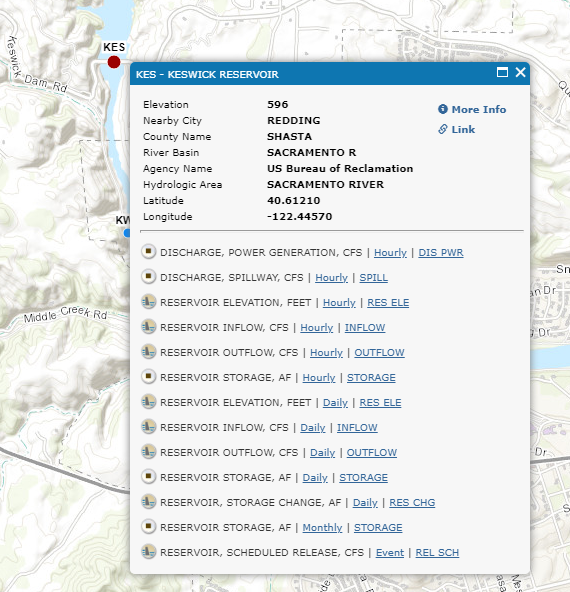 KES
Keswick Dam Rd
KES - KESWICK RESERVOIR
Elevation 596
Nearby City REDDING
County Name SHASTA
River Basin SACRAMENTO R
Agency Name US Bureau of Reclamation
Hydrologic Area SACRAMENTO RIVER
Latitude 40.61210
Longitude -122.44570
More Info
Link
DISCHARGE, POWER GENERATION, CFS | Hourly | DIS PWR
DISCHARGE, SPILLWAY, CFS | Hourly | SPILL
RESERVOIR ELEVATION, FEET | Hourly | RES ELE
RESERVOIR INFLOW, CFS | Hourly | INFLOW
RESERVOIR OUTFLOW, CFS | Hourly | OUTFLOW
RESERVOIR STORAGE, AF | Hourly | STORAGE
RESERVOIR ELEVATION, FEET | Daily | RES ELE
RESERVOIR INFLOW, CFS | Daily | INFLOW
RESERVOIR OUTFLOW, CFS | Daily | OUTFLOW
RESERVOIR STORAGE, AF | Daily | STORAGE
RESERVOIR, STORAGE CHANGE, AF | Daily | RES CHG
RESERVOIR STORAGE, AF | Monthly | STORAGE
RESERVOIR, SCHEDULED RELEASE, CFS | Event | REL SCH
KW
Middle Creek Rd
Dr